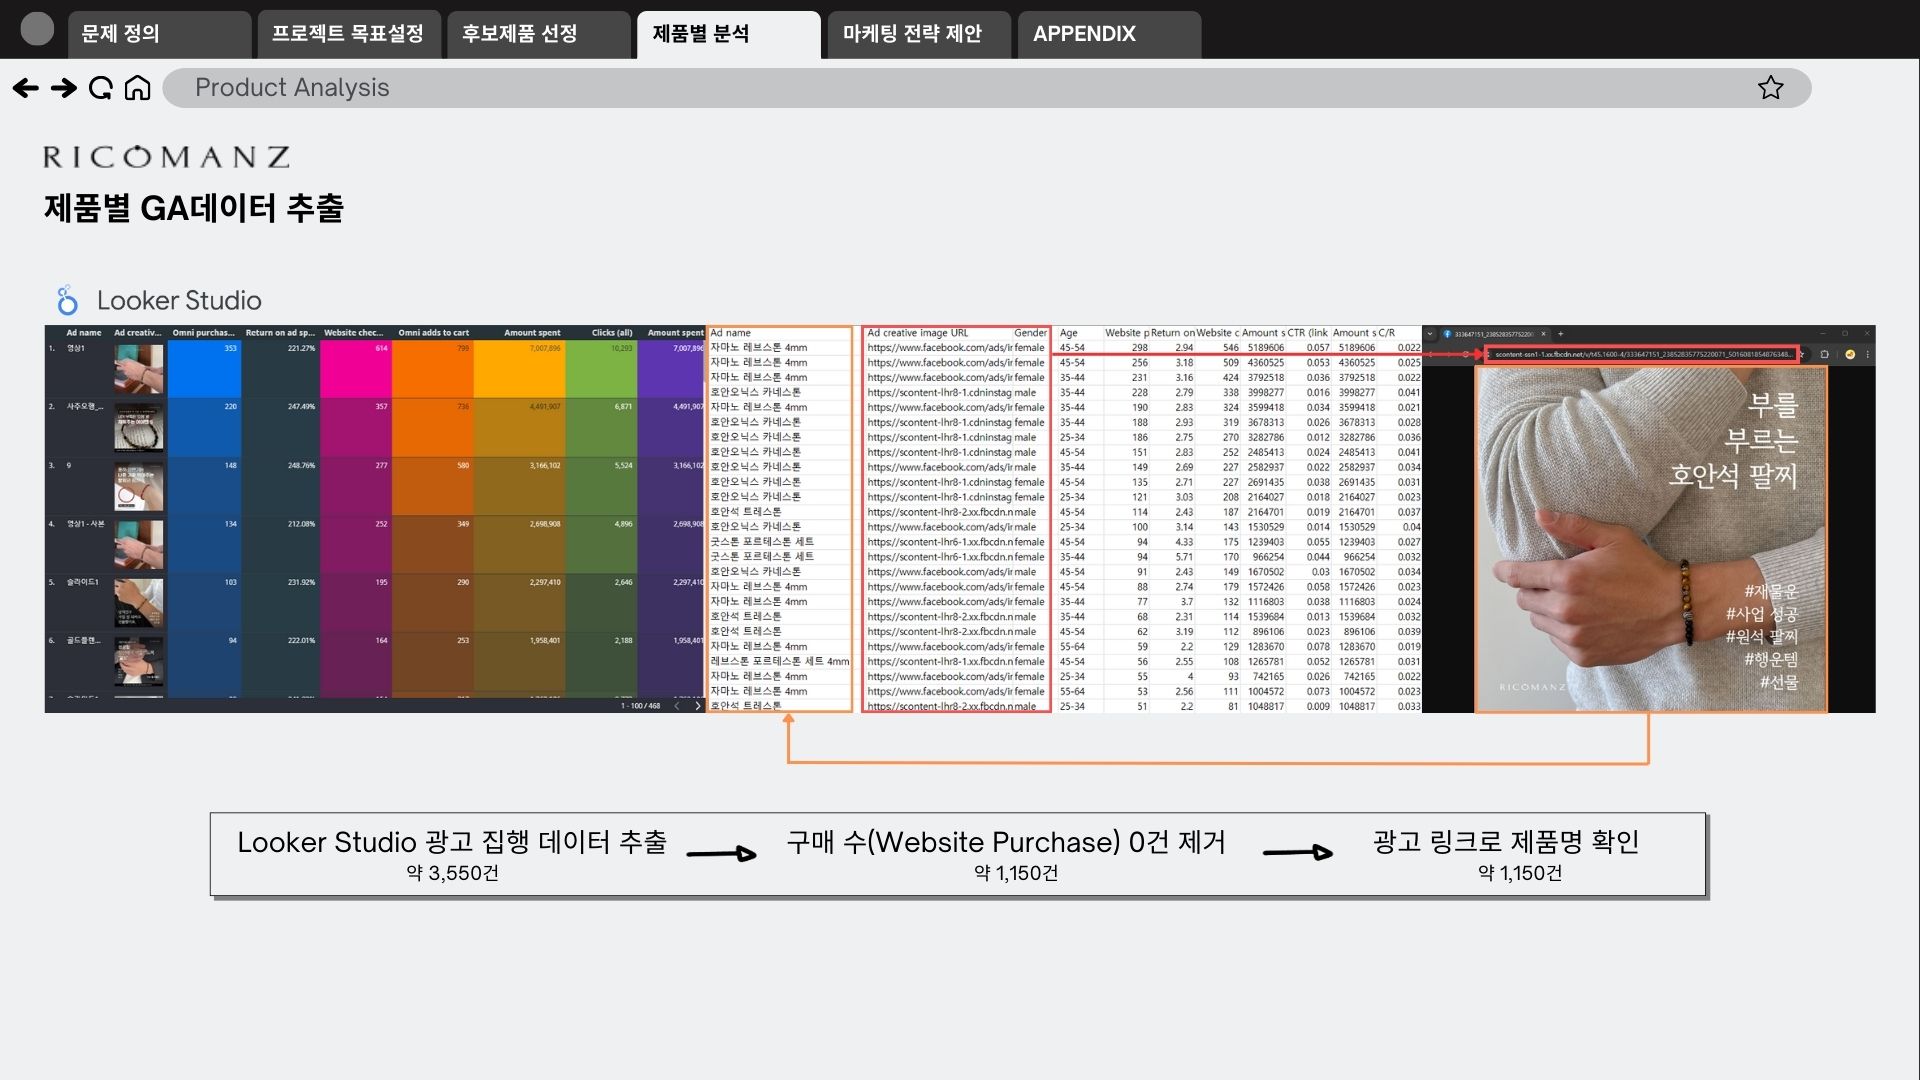 문제 정의
프로젝트 목표설정
후보제품 선정
제품별 분석
마케팅 전략 제안
APPENDIX
Product Analysis
RICOMANZ
제품별 GA데이터 추출
Looker Studio
Ad name Ad creativ... Omni purchas... Return on ad sp... Website chec... Omni adds to cart Amount spent Clicks (all) Amount spent
1. 영상1 353 221.27% 614 799 7,007,896 10,293 7,007,896
2. 사주오행_... 220 247.49% 357 736 4,491,907 6,871 4,491,907
3. 9 148 248.76% 277 580 3,166,102 5,524 3,166,102
4. 영상1 - 사본 134 212.08% 252 349 2,698,908 4,896 2,698,908
5. 슬라이드1 103 231.92% 195 290 2,297,410 2,646 2,297,410
6. 골드플랜... 94 222.01% 164 253 1,958,401 2,188 1,958,401
1 - 100 / 468
Ad name Ad creative image URL Gender Age Website p Return on Website c Amount s CTR (link Amount s C/R
자마노 레브스톤 4mm https://www.facebook.com/ads/ir female 45-54 298 2.94 546 5189606 0.057 5189606 0.022
자마노 레브스톤 4mm https://www.facebook.com/ads/ir female 45-54 256 3.18 509 4360525 0.053 4360525 0.025
자마노 레브스톤 4mm https://www.facebook.com/ads/ir female 35-44 231 3.16 424 3792518 0.036 3792518 0.022
호안오닉스 카네스톤 https://scontent-lhr8-1.cdninstag male 35-44 228 2.79 338 3998277 0.016 3998277 0.041
자마노 레브스톤 4mm https://www.facebook.com/ads/ir female 35-44 190 2.83 324 3599418 0.034 3599418 0.021
호안오닉스 카네스톤 https://scontent-lhr8-1.cdninstag female 35-44 188 2.93 319 3678313 0.026 3678313 0.028
호안오닉스 카네스톤 https://scontent-lhr8-1.cdninstag male 25-34 186 2.75 270 3282786 0.012 3282786 0.036
호안오닉스 카네스톤 https://scontent-lhr8-1.cdninstag male 45-54 151 2.83 252 2485413 0.024 2485413 0.041
자마노 레브스톤 4mm https://www.facebook.com/ads/ir female 35-44 149 2.69 227 2582937 0.022 2582937 0.034
호안오닉스 카네스톤 https://scontent-lhr8-1.cdninstag female 45-54 135 2.71 227 2691435 0.038 2691435 0.031
자마노 레브스톤 4mm https://www.facebook.com/ads/ir female 25-34 121 3.03 208 2164027 0.018 2164027 0.023
호안석 트레스톤 https://scontent-lhr8-2.xx.fbcdn.n male 45-54 114 2.43 187 2164701 0.019 2164701 0.037
호안오닉스 카네스톤 https://scontent-lhr8-1.cdninstag female 25-34 100 3.14 143 1530529 0.014 1530529 0.04
굿스톤 포르테스톤 세트 https://scontent-lhr6-1.xx.fbcdn.n female 45-54 94 4.33 175 1239403 0.055 1239403 0.027
굿스톤 포르테스톤 세트 https://scontent-lhr6-1.xx.fbcdn.n female 35-44 94 5.71 170 966254 0.044 966254 0.032
호안오닉스 카네스톤 https://scontent-lhr6-1.xx.fbcdn.n male 45-54 91 2.43 149 1670502 0.03 1670502 0.034
자마노 레브스톤 4mm https://www.facebook.com/ads/ir female 45-54 88 2.74 179 1572426 0.058 1572426 0.023
자마노 레브스톤 4mm https://www.facebook.com/ads/ir female 35-44 77 3.7 132 1116803 0.038 1116803 0.024
호안석 트레스톤 https://scontent-lhr8-2.xx.fbcdn.n male 35-44 68 2.31 114 1539684 0.013 1539684 0.032
호안석 트레스톤 https://scontent-lhr8-2.xx.fbcdn.n male 45-54 62 3.19 112 896106 0.023 896106 0.039
자마노 레브스톤 4mm https://www.facebook.com/ads/ir female 55-64 59 2.2 129 1283670 0.078 1283670 0.019
레브스톤 포르테스톤 세트 4mm https://scontent-lhr8-1.xx.fbcdn.n female 45-54 56 2.55 108 1265781 0.052 1265781 0.031
자마노 레브스톤 4mm https://www.facebook.com/ads/ir female 25-34 55 4 93 742165 0.026 742165 0.022
자마노 레브스톤 4mm https://www.facebook.com/ads/ir female 55-64 53 2.56 111 1004572 0.073 1004572 0.023
호안석 트레스톤 https://scontent-lhr8-2.xx.fbcdn.n male 25-34 51 2.2 81 1048817 0.009 1048817 0.033
부를
부르는
호안석 팔찌
#재물운
#사업 성공
#원석 팔찌
#행운템
#선물
RICOMANZ
Looker Studio 광고 집행 데이터 추출
약 3,550건
구매 수(Website Purchase) 0건 제거
약 1,150건
광고 링크로 제품명 확인
약 1,150건